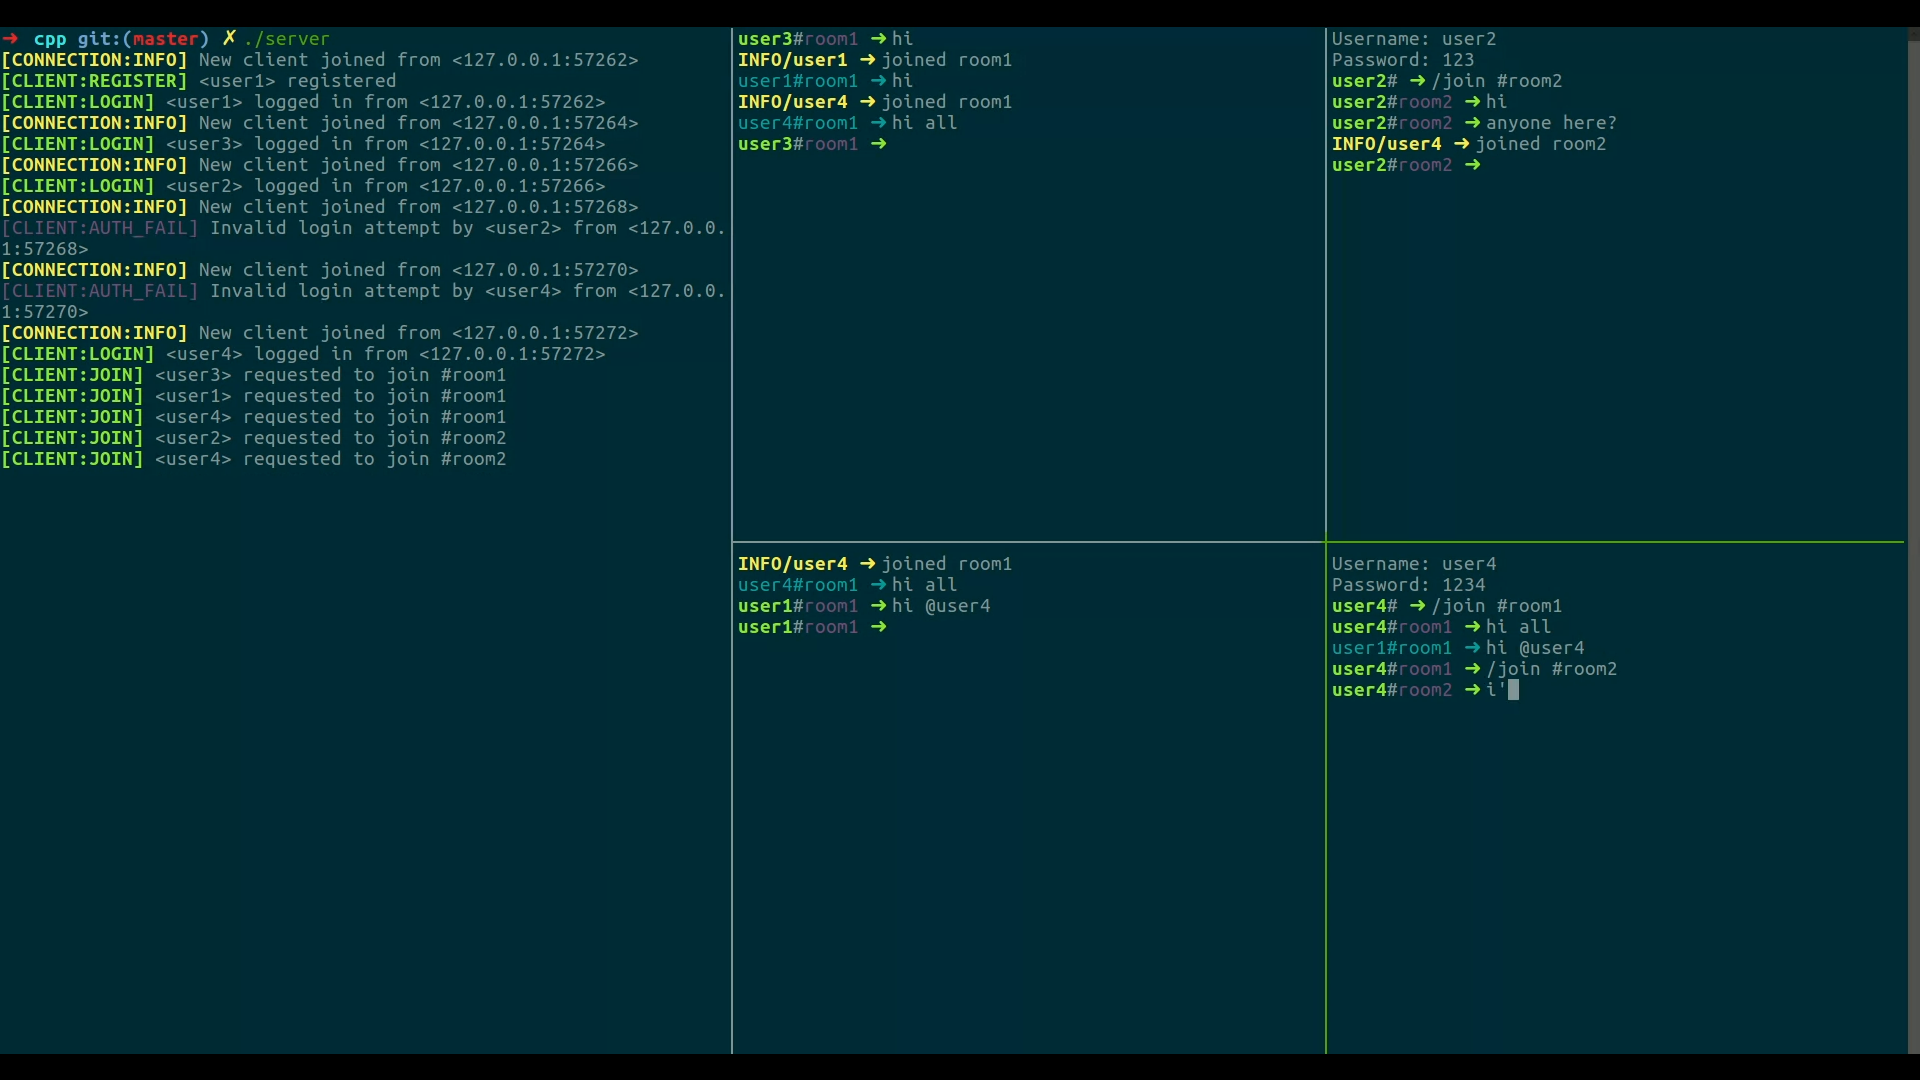 ➜ cpp git:(master) ✗ ./server
[CONNECTION:INFO] New client joined from <127.0.0.1:57262>
[CLIENT:REGISTER] <user1> registered
[CLIENT:LOGIN] <user1> logged in from <127.0.0.1:57262>
[CONNECTION:INFO] New client joined from <127.0.0.1:57264>
[CLIENT:LOGIN] <user3> logged in from <127.0.0.1:57264>
[CONNECTION:INFO] New client joined from <127.0.0.1:57266>
[CLIENT:LOGIN] <user2> logged in from <127.0.0.1:57266>
[CONNECTION:INFO] New client joined from <127.0.0.1:57268>
[CLIENT:AUTH_FAIL] Invalid login attempt by <user2> from <127.0.0.
1:57268>
[CONNECTION:INFO] New client joined from <127.0.0.1:57270>
[CLIENT:AUTH_FAIL] Invalid login attempt by <user4> from <127.0.0.
1:57270>
[CONNECTION:INFO] New client joined from <127.0.0.1:57272>
[CLIENT:LOGIN] <user4> logged in from <127.0.0.1:57272>
[CLIENT:JOIN] <user3> requested to join #room1
[CLIENT:JOIN] <user1> requested to join #room1
[CLIENT:JOIN] <user4> requested to join #room1
[CLIENT:JOIN] <user2> requested to join #room2
[CLIENT:JOIN] <user4> requested to join #room2
user3#room1 ➜ hi
INFO/user1 ➜ joined room1
user1#room1 ➜ hi
INFO/user4 ➜ joined room1
user4#room1 ➜ hi all
user3#room1 ➜
Username: user2
Password: 123
user2# ➜ /join #room2
user2#room2 ➜ hi
user2#room2 ➜ anyone here?
INFO/user4 ➜ joined room2
user2#room2 ➜
INFO/user4 ➜ joined room1
user4#room1 ➜ hi all
user1#room1 ➜ hi @user4
user1#room1 ➜
Username: user4
Password: 1234
user4# ➜ /join #room1
user4#room1 ➜ hi all
user1#room1 ➜ hi @user4
user4#room1 ➜ /join #room2
user4#room2 ➜ i'